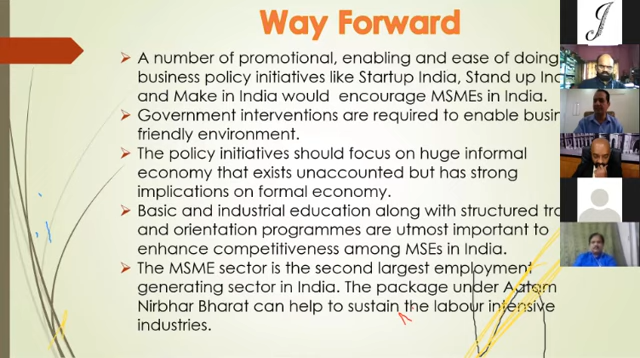 Way Forward
A number of promotional, enabling and ease of doing
business policy initiatives like Startup India, Stand up
and Make in India would encourage MSMEs in India.
Government interventions are required to enable
friendly environment.
The policy initiatives should focus on huge informal
economy that exists unaccounted but has strong
implications on formal economy.
Basic and industrial education along with structured
and orientation programmes are utmost important to
enhance competitiveness among MSEs in India.
The MSME sector is the second largest employment
generating sector in India. The package under
Nirbhar Bharat can help to sustain the labour intensive
industries.